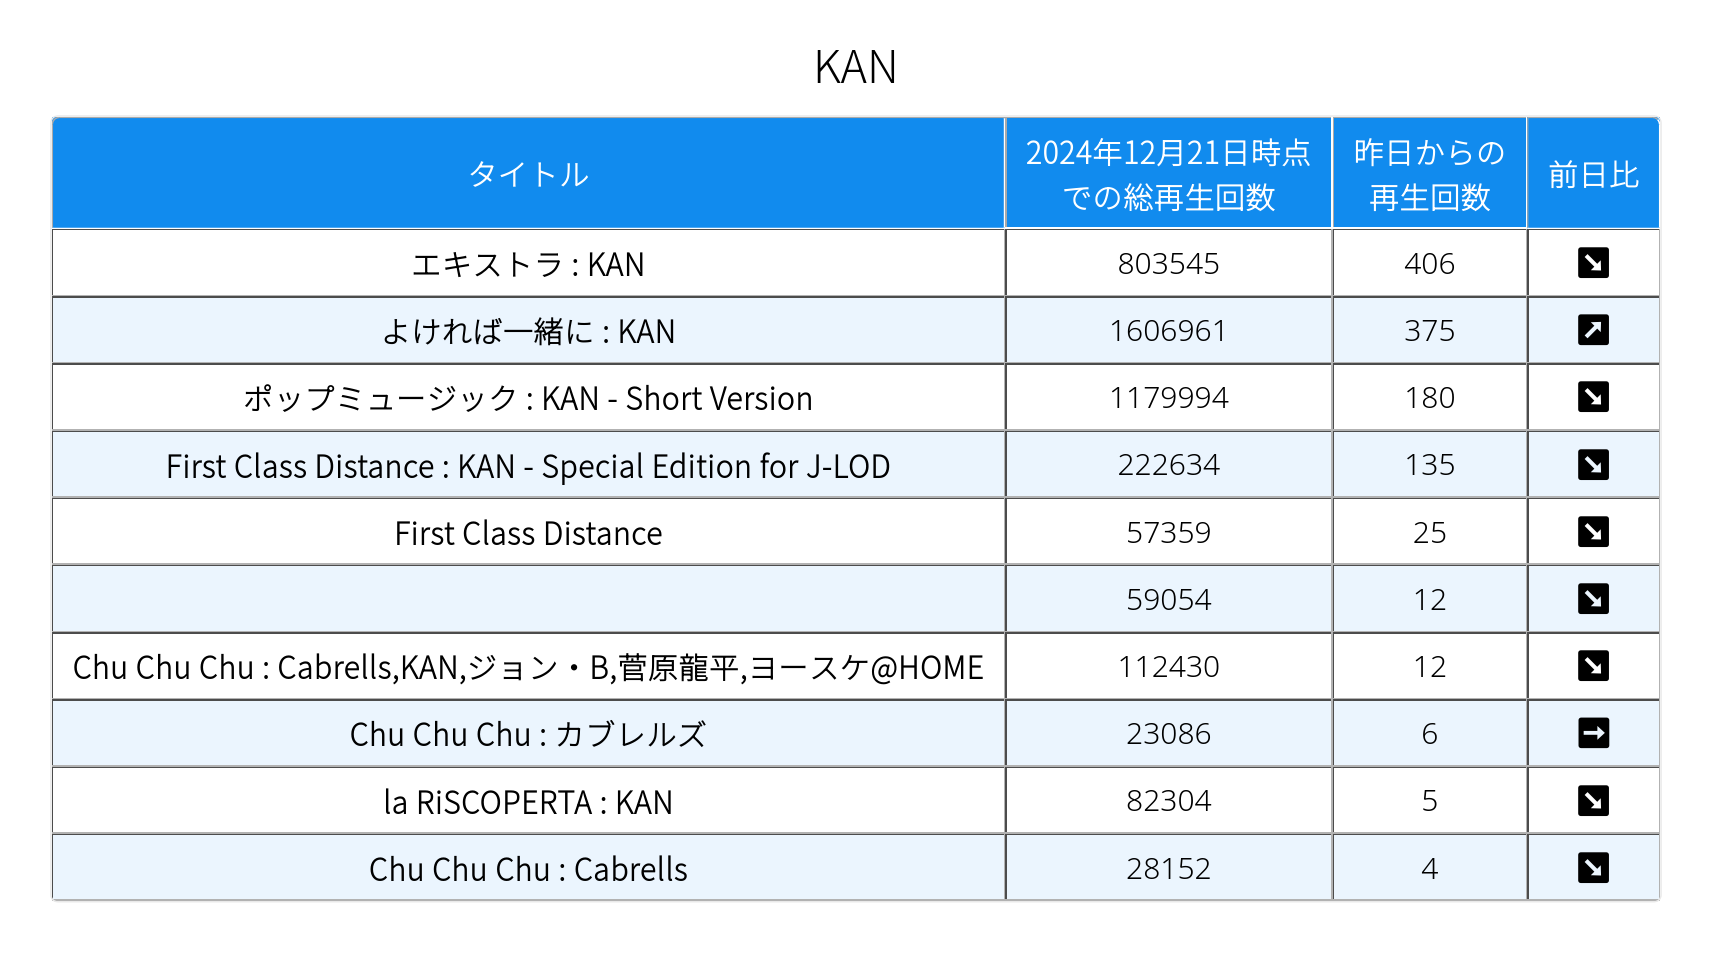 KAN
タイトル 2024年12月21日時点での総再生回数 昨日からの再生回数 前日比
エキストラ : KAN 803545 406 ↘
よければ一緒に : KAN 1606961 375 ↗
ポップミュージック : KAN - Short Version 1179994 180 ↘
First Class Distance : KAN - Special Edition for J-LOD 222634 135 ↘
First Class Distance 57359 25 ↘
59054 12 ↘
Chu Chu Chu : Cabrells,KAN,ジョン・B,菅原龍平,ヨースケ@HOME 112430 12 ↘
Chu Chu Chu : カブレルズ 23086 6 →
la RiSCOPERTA : KAN 82304 5 ↘
Chu Chu Chu : Cabrells 28152 4 ↘